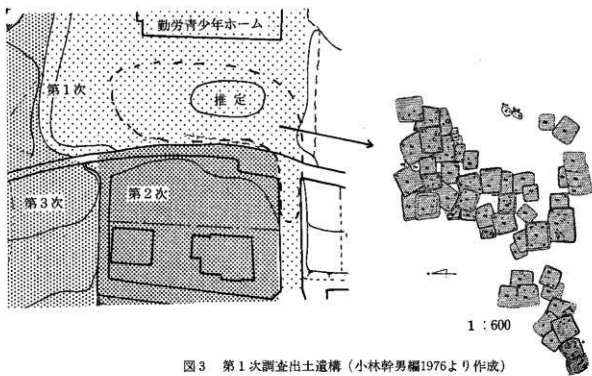 勤労青少年ホーム
第1次
推定
第2次
第3次
1:600
図3 第1次調査出土遺構（小林幹男編1976より作成）